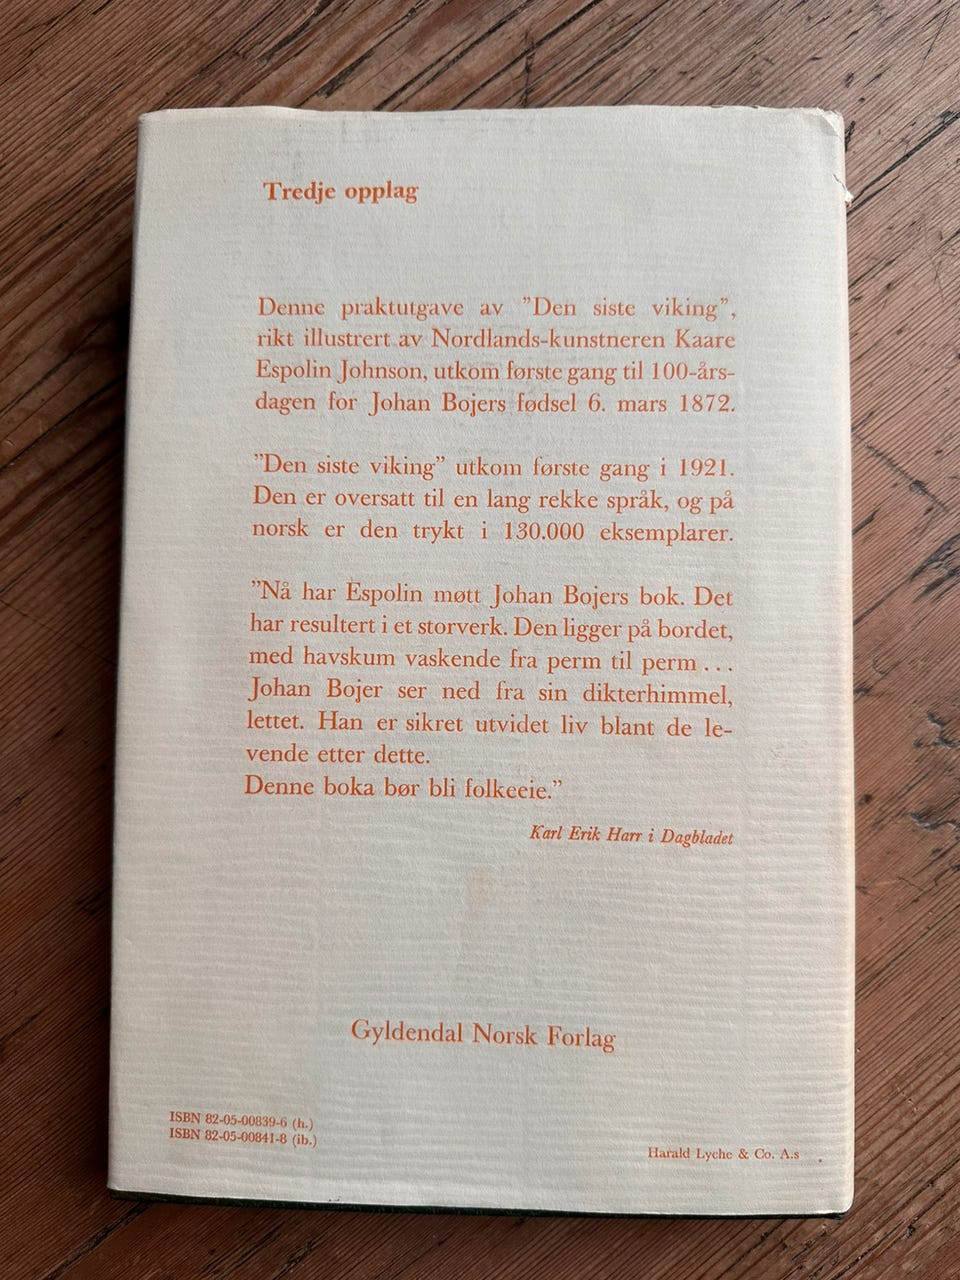 Tredje opplag
Denne praktutgave av ”Den siste viking”,
rikt illustrert av Nordlands-kunstneren Kaare
Espolin Johnson, utkom første gang til 100-års-
dagen for Johan Bojers fødsel 6. mars 1872.
”Den siste viking” utkom første gang i 1921.
Den er oversatt til en lang rekke språk, og på
norsk er den trykt i 130.000 eksemplarer.
”Nå har Espolin møtt Johan Bojers bok. Det
har resultert i et storverk. Den ligger på bordet,
med havskum vaskende fra perm til perm . . .
Johan Bojer ser ned fra sin dikterhimmel,
lettet. Han er sikret utvidet liv blant de le-
vende etter dette.
Denne boka bør bli folkeeie.”
Karl Erik Harr i Dagbladet
Gyldendal Norsk Forlag
ISBN 82-05-00839-6 (h.)
ISBN 82-05-00841-8 (ib.)
Harald Lyche & Co. A.s